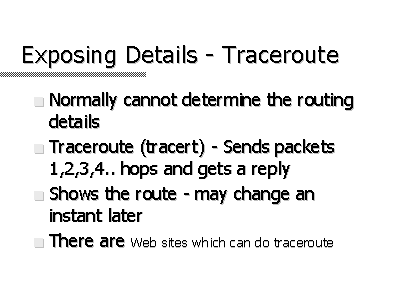 Exposing Details - Traceroute
Normally cannot determine the routing
details
Traceroute (tracert) - Sends packets
1,2,3,4.. hops and gets a reply
Shows the route - may change an
instant later
There are Web sites which can do traceroute